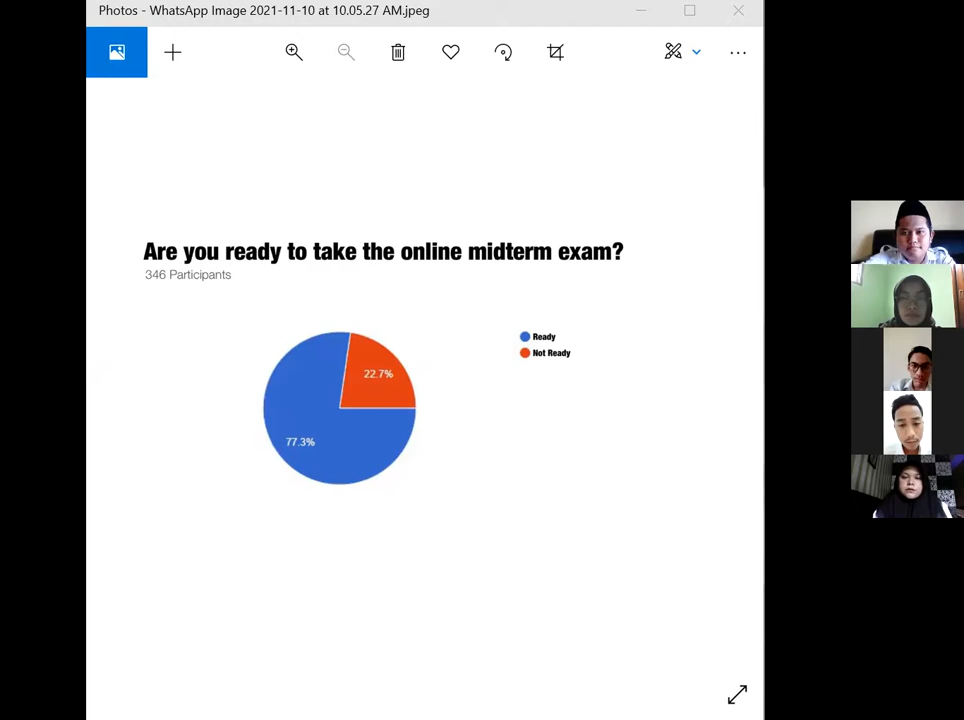 Photos - WhatsApp Image 2021-11-10 at 10.05.27 AM.jpeg
Are you ready to take the online midterm exam?
346 Participants
Ready
Not Ready
22.7%
77.3%